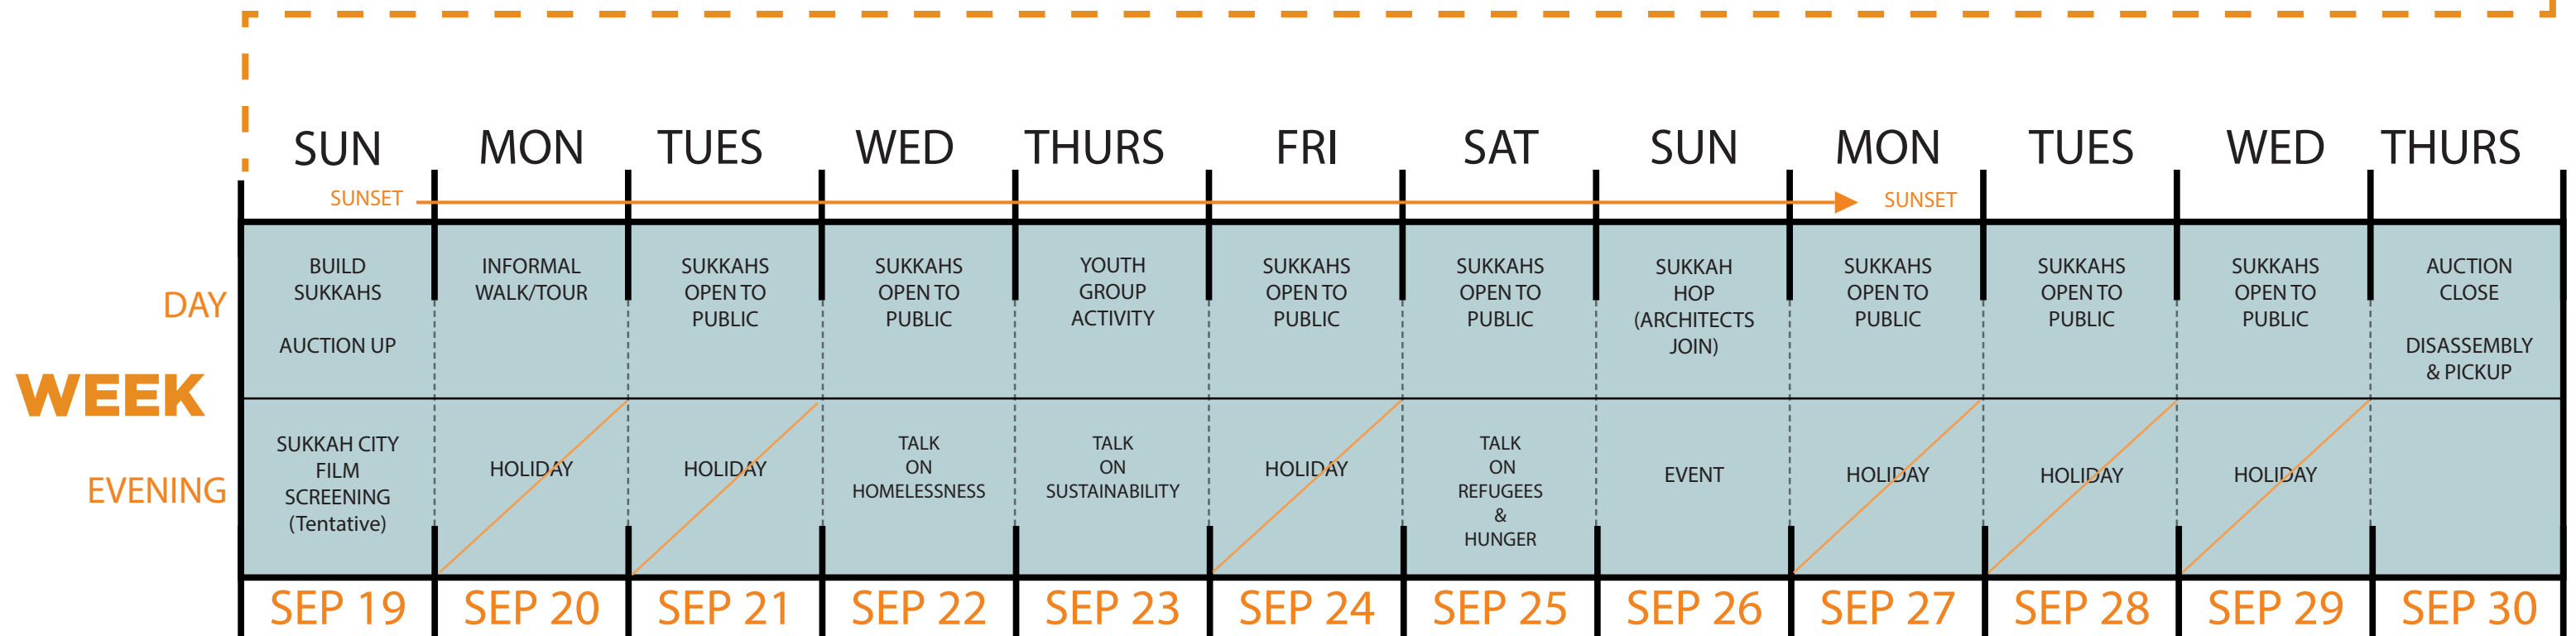 SUN MON TUES WED THURS FRI SAT SUN MON TUES WED THURS
SUNSET SUNSET
DAY
BUILD
SUKKAHS
AUCTION UP
INFORMAL
WALK/TOUR
SUKKAHS
OPEN TO
PUBLIC
SUKKAHS
OPEN TO
PUBLIC
YOUTH
GROUP
ACTIVITY
SUKKAHS
OPEN TO
PUBLIC
SUKKAHS
OPEN TO
PUBLIC
SUKKAH
HOP
(ARCHITECTS
JOIN)
SUKKAHS
OPEN TO
PUBLIC
SUKKAHS
OPEN TO
PUBLIC
SUKKAHS
OPEN TO
PUBLIC
AUCTION
CLOSE
DISASSEMBLY
& PICKUP
WEEK
EVENING
SUKKAH CITY
FILM
SCREENING
(Tentative)
HOLIDAY
HOLIDAY
TALK
ON
HOMELESSNESS
TALK
ON
SUSTAINABILITY
HOLIDAY
TALK
ON
REFUGEES
&
HUNGER
EVENT
HOLIDAY
HOLIDAY
HOLIDAY
SEP 19 SEP 20 SEP 21 SEP 22 SEP 23 SEP 24 SEP 25 SEP 26 SEP 27 SEP 28 SEP 29 SEP 30